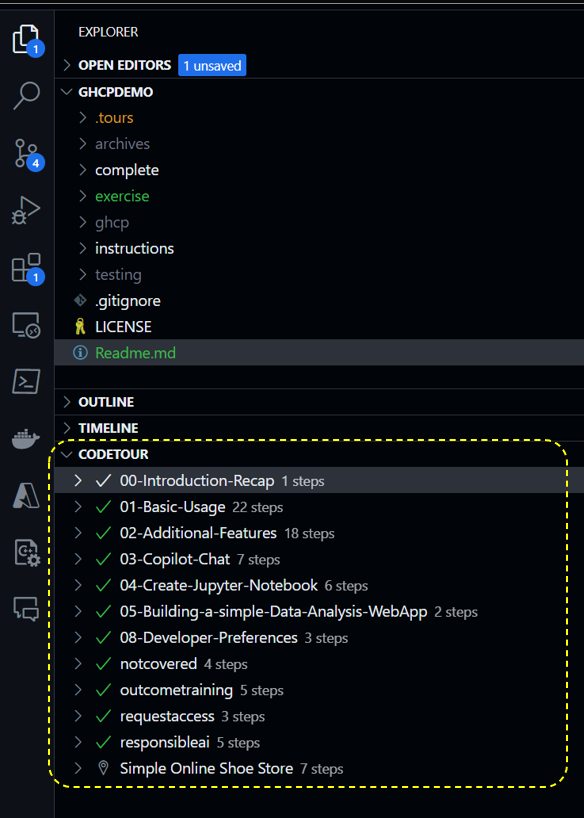 EXPLORER
OPEN EDITORS 1 unsaved
GHCPDEMO
.tours
archives
complete
exercise
ghcp
instructions
testing
.gitignore
LICENSE
Readme.md
OUTLINE
TIMELINE
CODETOUR
00-Introduction-Recap 1 steps
01-Basic-Usage 22 steps
02-Additional-Features 18 steps
03-Copilot-Chat 7 steps
04-Create-Jupyter-Notebook 6 steps
05-Building-a-simple-Data-Analysis-WebApp 2 steps
08-Developer-Preferences 3 steps
notcovered 4 steps
outcometraining 5 steps
requestaccess 3 steps
responsibleai 5 steps
Simple Online Shoe Store 7 steps
1
4
1